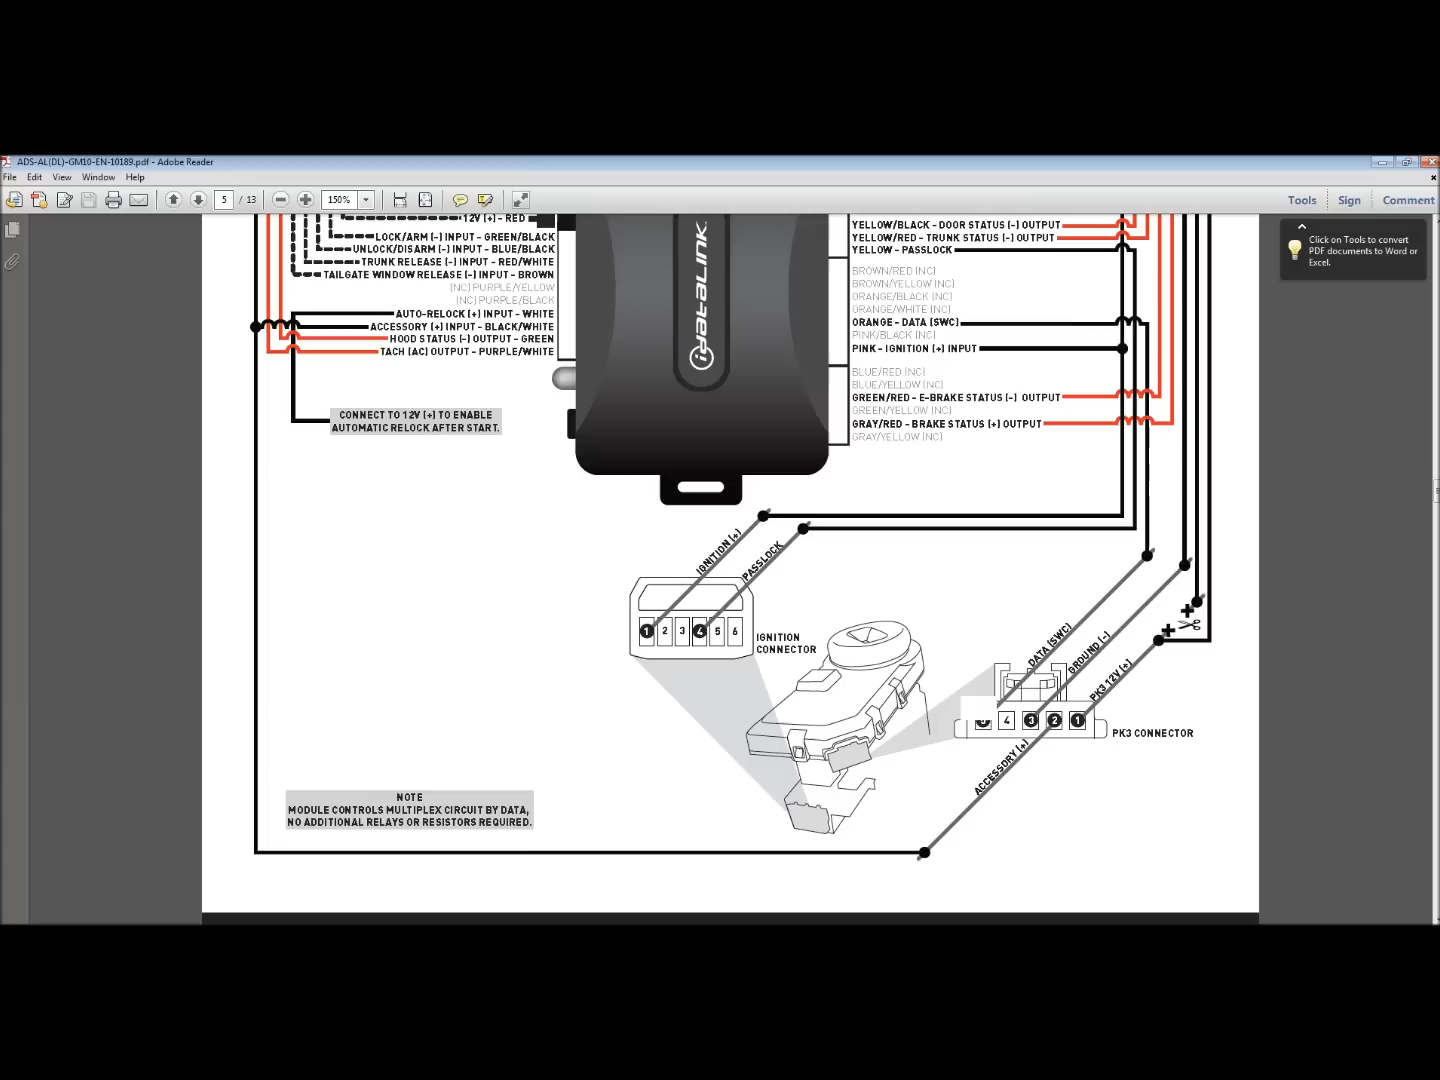 ADS-AL(DL)-GM10-EN-10189.pdf - Adobe Reader
File Edit View Window Help
5 / 13 150% Tools Sign Comment
Click on Tools to convert
PDF documents to Word or
Excel.
12V (+) - RED
LOCK/ARM (-) INPUT - GREEN/BLACK
UNLOCK/DISARM (-) INPUT - BLUE/BLACK
TRUNK RELEASE (-) INPUT - RED/WHITE
TAILGATE WINDOW RELEASE (-) INPUT - BROWN
(NC) PURPLE/YELLOW
(NC) PURPLE/BLACK
AUTO-RELOCK (+) INPUT - WHITE
ACCESSORY (+) INPUT - BLACK/WHITE
HOOD STATUS (-) OUTPUT - GREEN
TACH (AC) OUTPUT - PURPLE/WHITE
CONNECT TO 12V (+) TO ENABLE
AUTOMATIC RELOCK AFTER START.
iDATALINK
YELLOW/BLACK - DOOR STATUS (-) OUTPUT
YELLOW/RED - TRUNK STATUS (-) OUTPUT
YELLOW - PASSLOCK
BROWN/RED (NC)
BROWN/YELLOW (NC)
ORANGE/BLACK (NC)
ORANGE/WHITE (NC)
ORANGE - DATA (SWC)
PINK/BLACK (NC)
PINK - IGNITION (+) INPUT
BLUE/RED (NC)
BLUE/YELLOW (NC)
GREEN/RED - E-BRAKE STATUS (-) OUTPUT
GREEN/YELLOW (NC)
GRAY/RED - BRAKE STATUS (+) OUTPUT
GRAY/YELLOW (NC)
IGNITION (+)
PASSLOCK
1 2 3 4 5 6
IGNITION
CONNECTOR
DATA (SWC)
GROUND (-)
PK3 12V (+)
4 3 2 1
PK3 CONNECTOR
ACCESSORY (+)
NOTE
MODULE CONTROLS MULTIPLEX CIRCUIT BY DATA,
NO ADDITIONAL RELAYS OR RESISTORS REQUIRED.